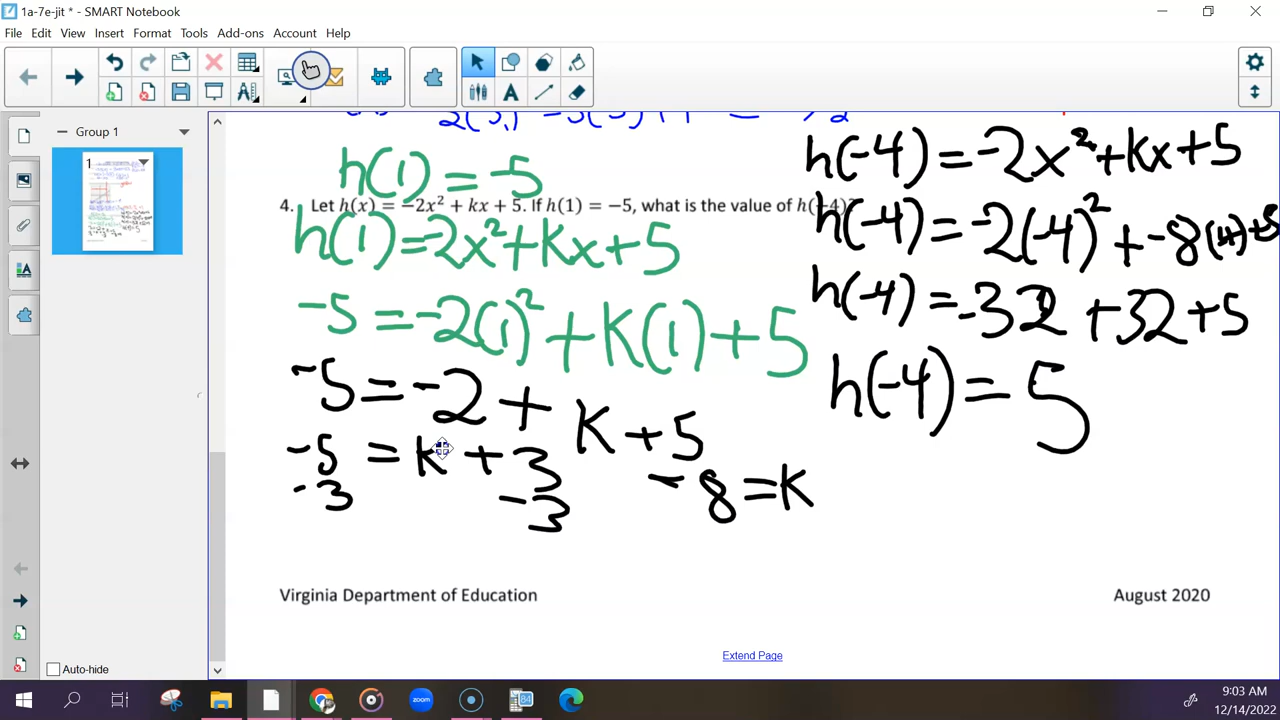 1a-7e-jit * - SMART Notebook
File Edit View Insert Format Tools Add-ons Account Help
Group 1
1
h(1) = -5
4. Let h(x) = −2x² + kx + 5. If h(1) = −5, what is the value of h(−4)?
h(1)=-2x²+Kx+5
-5=-2(1)²+K(1)+5
-5=-2+K+5
-5=K+3
-3 -3
-8=K
h(-4)=-2x²+Kx+5
h(-4)=-2(-4)²+-8(-4)+5
h(-4)=-32+32+5
h(-4)=5
Virginia Department of Education
August 2020
Extend Page
Auto-hide
zoom
9:03 AM
12/14/2022